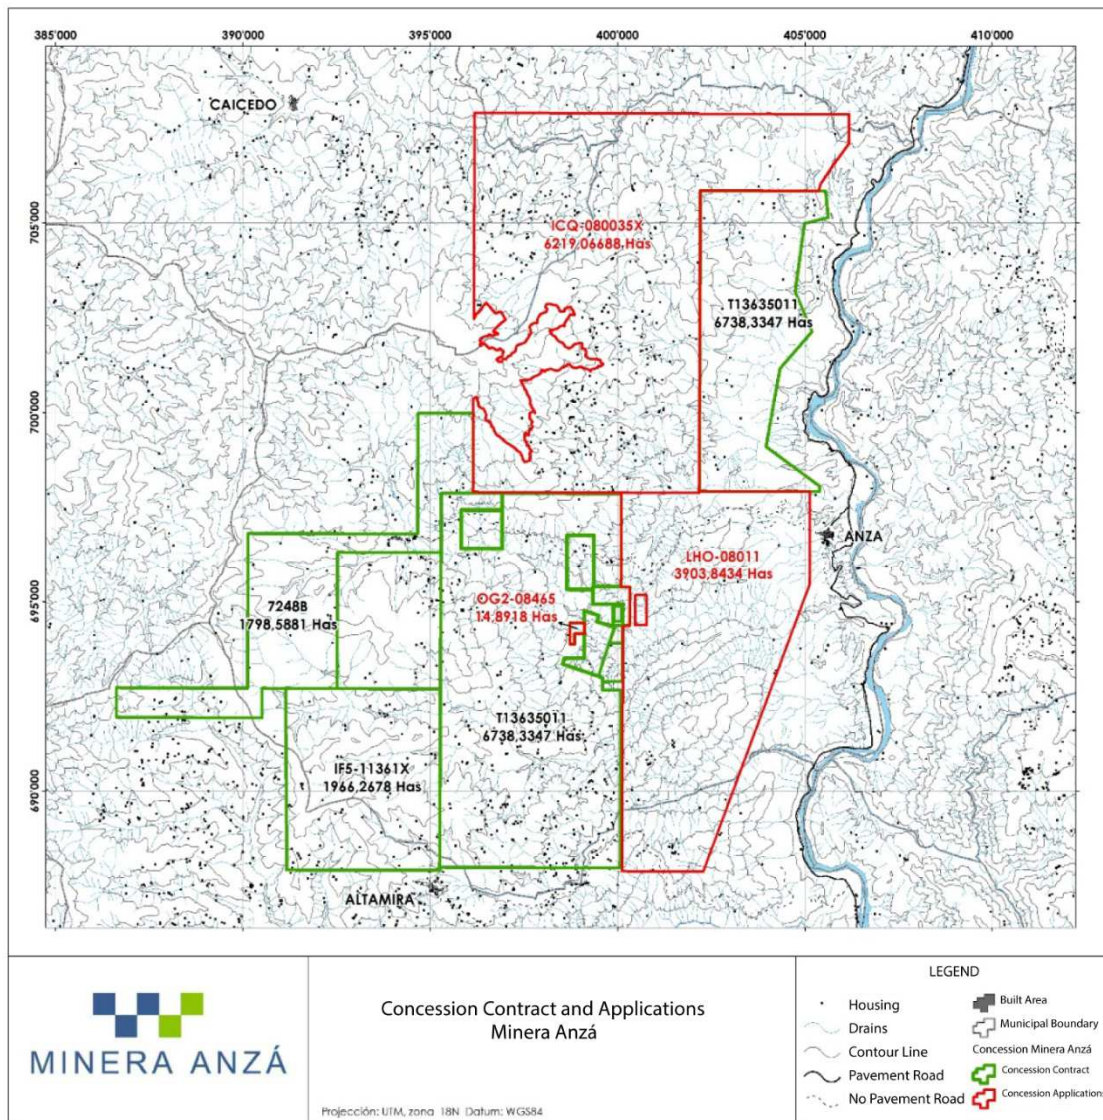 385'000
390'000
395'000
400'000
405'000
410'000
CAICEDO
705'000
ICQ-080035X
6219,06688 Has
T13635011
6738,3347 Has
700'000
ANZA
LHO-08011
3903,8434 Has
695'000
OG2-08465
14,8918 Has
7248B
1798,5881 Has
T13635011
6738,3347 Has
IF5-11361X
1966,2678 Has
690'000
ALTAMIRA
MINERA ANZÁ
Concession Contract and Applications
Minera Anzá
Projección: UTM, zona 18N Datum: WGS84
LEGEND
Housing
Drains
Contour Line
Pavement Road
No Pavement Road
Built Area
Municipal Boundary
Concession Minera Anzá
Concession Contract
Concession Applications